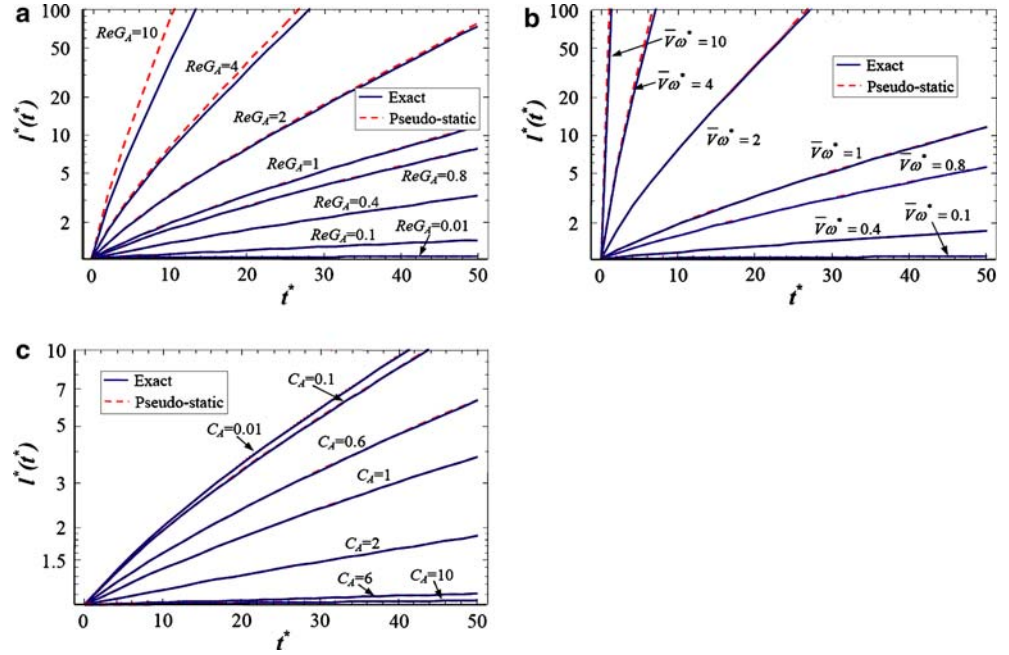 a
100
50
20
10
5
2
l*(t*)
ReG_A=10
ReG_A=4
ReG_A=2
ReG_A=1
ReG_A=0.8
ReG_A=0.4
ReG_A=0.1
ReG_A=0.01
Exact
Pseudo-static
0 10 20 30 40 50
t*
b
100
50
20
10
5
2
l*(t*)
V̅ω* = 10
V̅ω* = 4
V̅ω* = 2
V̅ω* = 1
V̅ω* = 0.8
V̅ω* = 0.4
V̅ω* = 0.1
Exact
Pseudo-static
0 10 20 30 40 50
t*
c
10
7
5
3
2
1.5
l*(t*)
Exact
Pseudo-static
C_A=0.01
C_A=0.1
C_A=0.6
C_A=1
C_A=2
C_A=6
C_A=10
0 10 20 30 40 50
t*